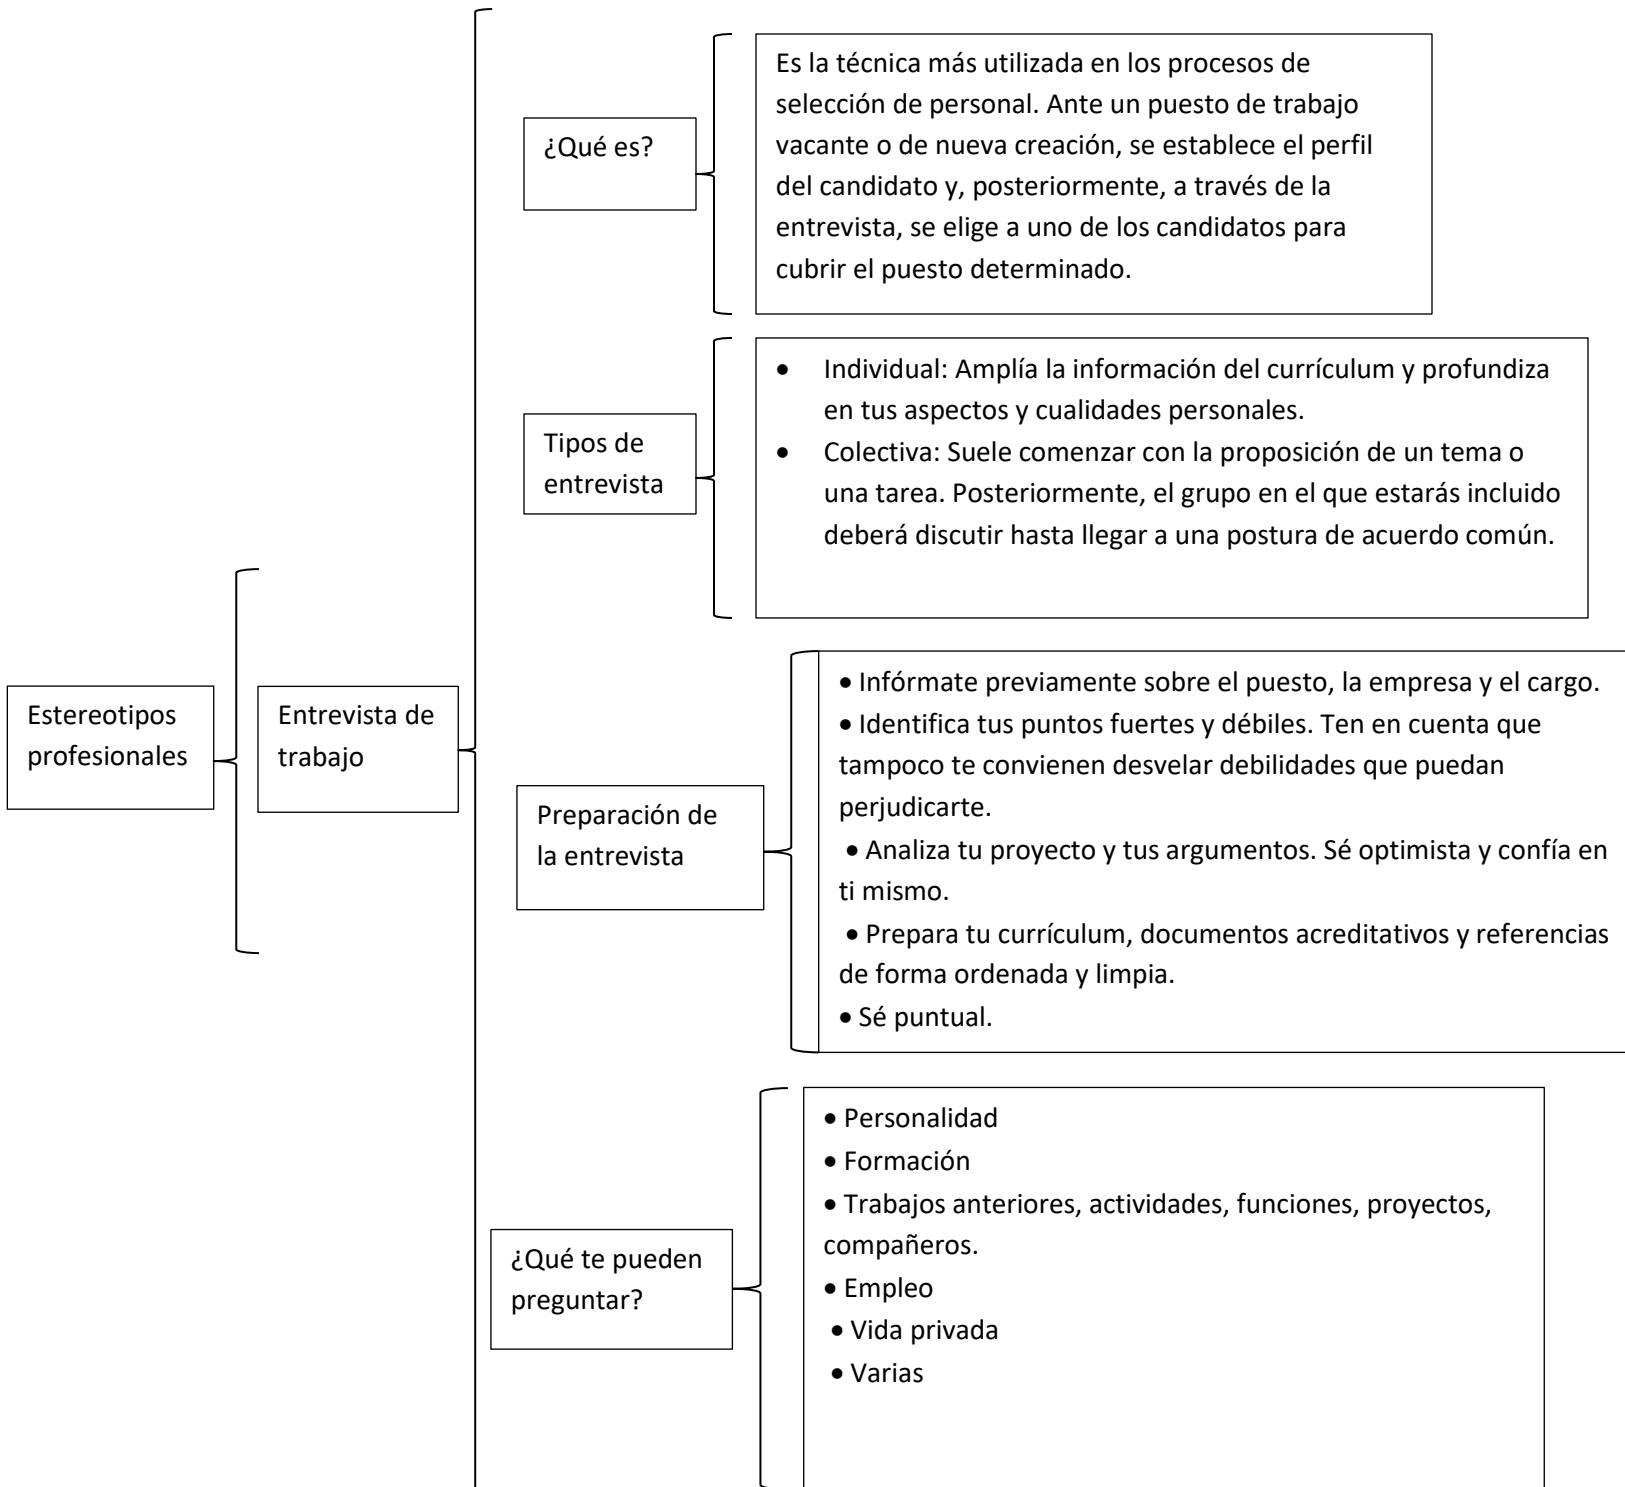 Estereotipos
profesionales
Entrevista de
trabajo
¿Qué es?
Es la técnica más utilizada en los procesos de
selección de personal. Ante un puesto de trabajo
vacante o de nueva creación, se establece el perfil
del candidato y, posteriormente, a través de la
entrevista, se elige a uno de los candidatos para
cubrir el puesto determinado.
Tipos de
entrevista
• Individual: Amplía la información del currículum y profundiza
en tus aspectos y cualidades personales.
• Colectiva: Suele comenzar con la proposición de un tema o
una tarea. Posteriormente, el grupo en el que estarás incluido
deberá discutir hasta llegar a una postura de acuerdo común.
Preparación de
la entrevista
• Infórmate previamente sobre el puesto, la empresa y el cargo.
• Identifica tus puntos fuertes y débiles. Ten en cuenta que
tampoco te convienen desvelar debilidades que puedan
perjudicarte.
• Analiza tu proyecto y tus argumentos. Sé optimista y confía en
ti mismo.
• Prepara tu currículum, documentos acreditativos y referencias
de forma ordenada y limpia.
• Sé puntual.
¿Qué te pueden
preguntar?
• Personalidad
• Formación
• Trabajos anteriores, actividades, funciones, proyectos,
compañeros.
• Empleo
• Vida privada
• Varias